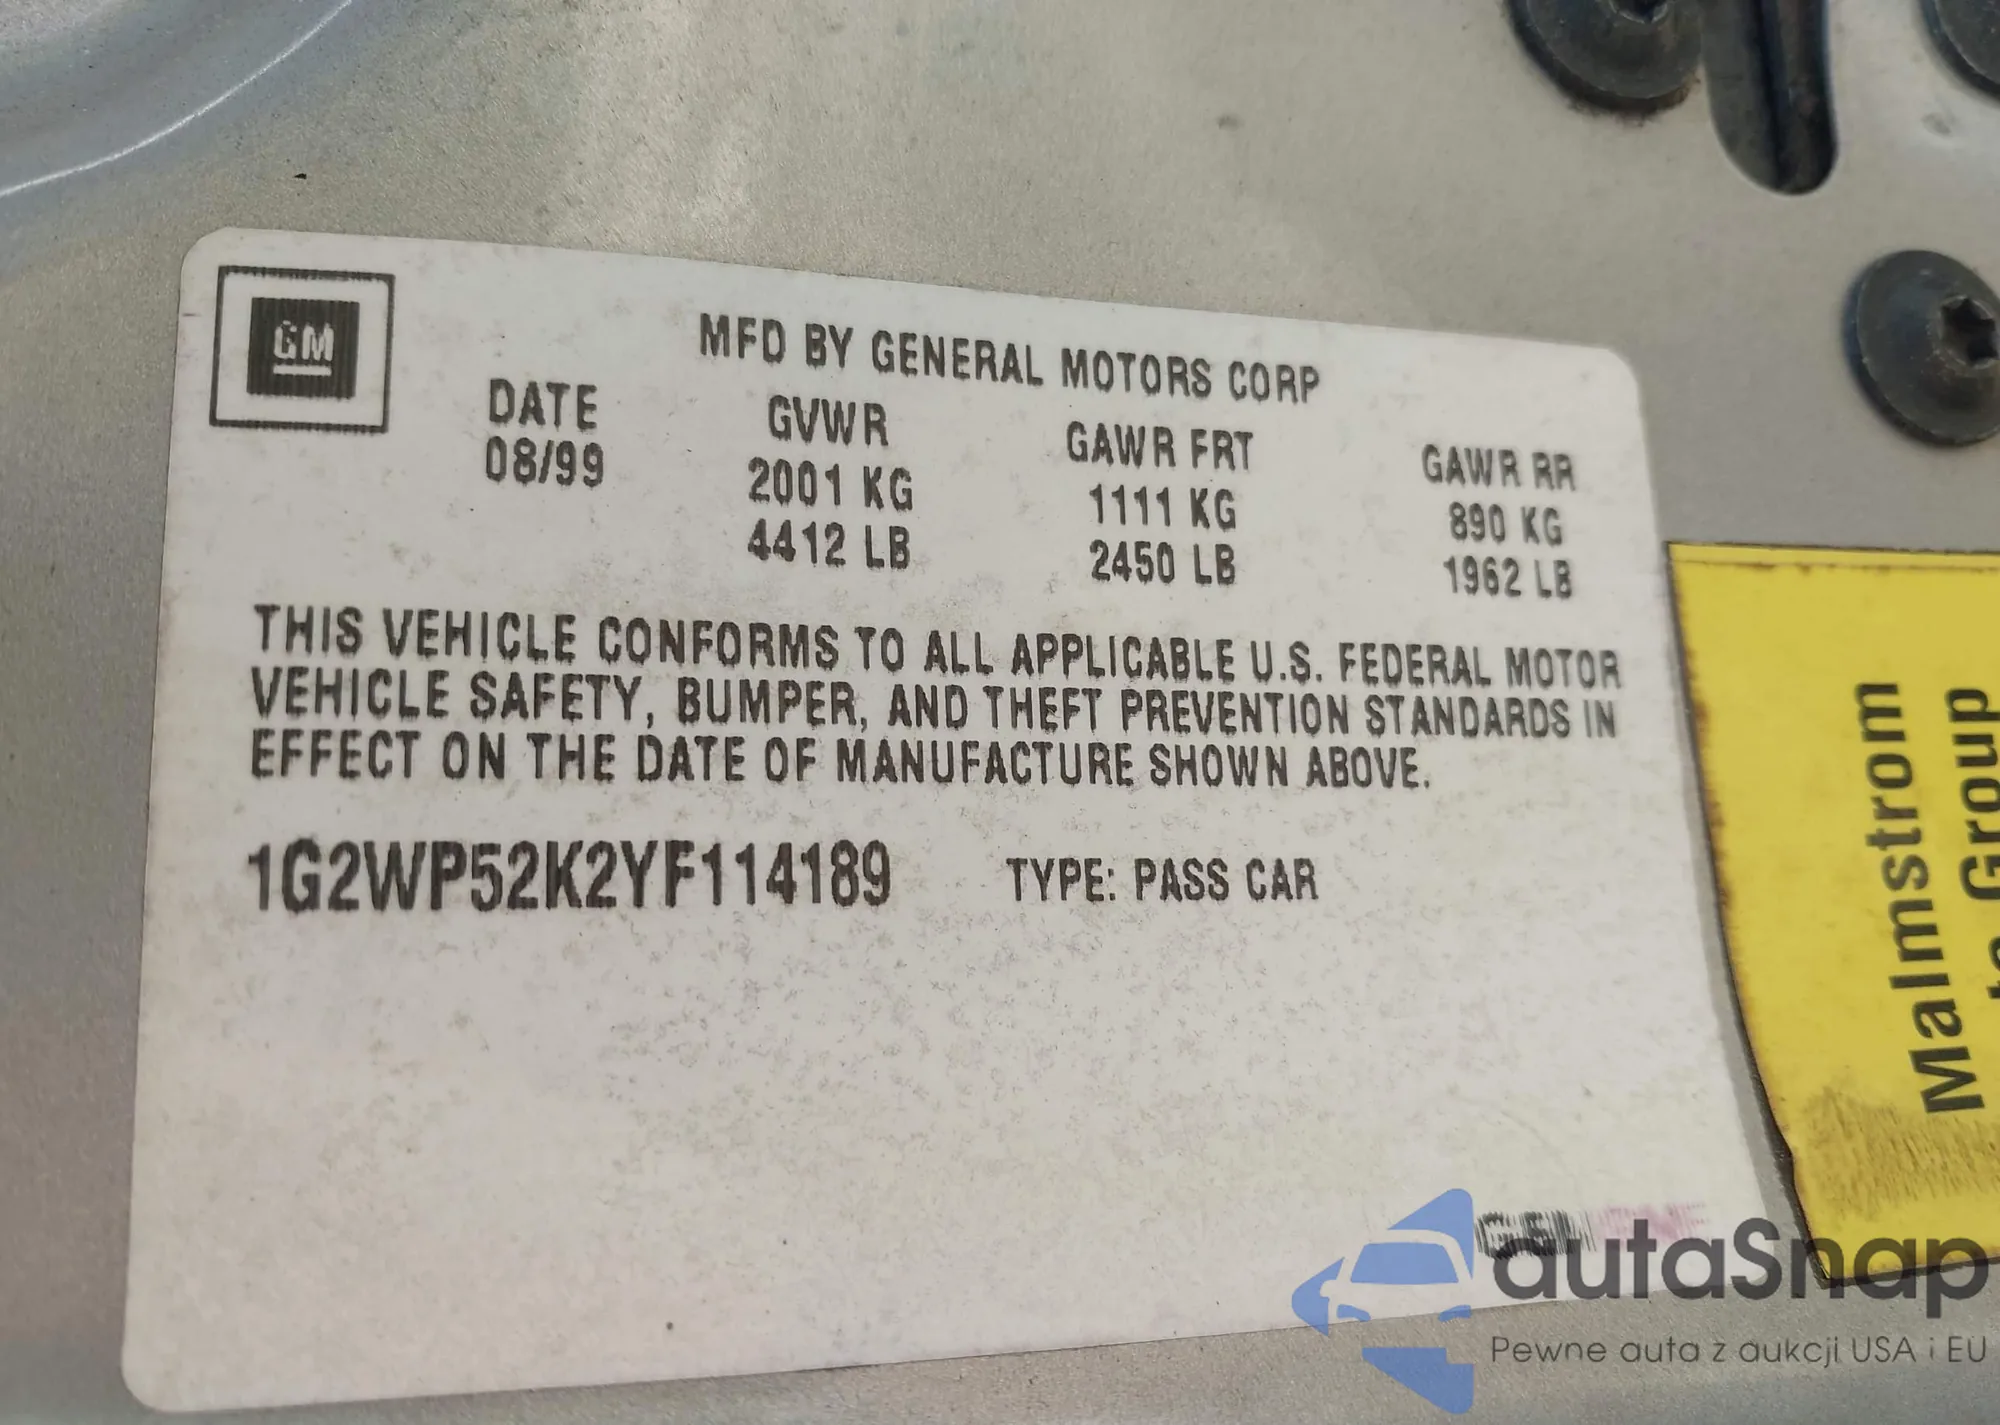 GM
MFD BY GENERAL MOTORS CORP
DATE GVWR GAWR FRT GAWR RR
08/99 2001 KG 1111 KG 890 KG
4412 LB 2450 LB 1962 LB
THIS VEHICLE CONFORMS TO ALL APPLICABLE U.S. FEDERAL MOTOR
VEHICLE SAFETY, BUMPER, AND THEFT PREVENTION STANDARDS IN
EFFECT ON THE DATE OF MANUFACTURE SHOWN ABOVE.
1G2WP52K2YF114189 TYPE: PASS CAR
Malmstrom
Group
autaSnap
Pewne auta z aukcji USA i EU